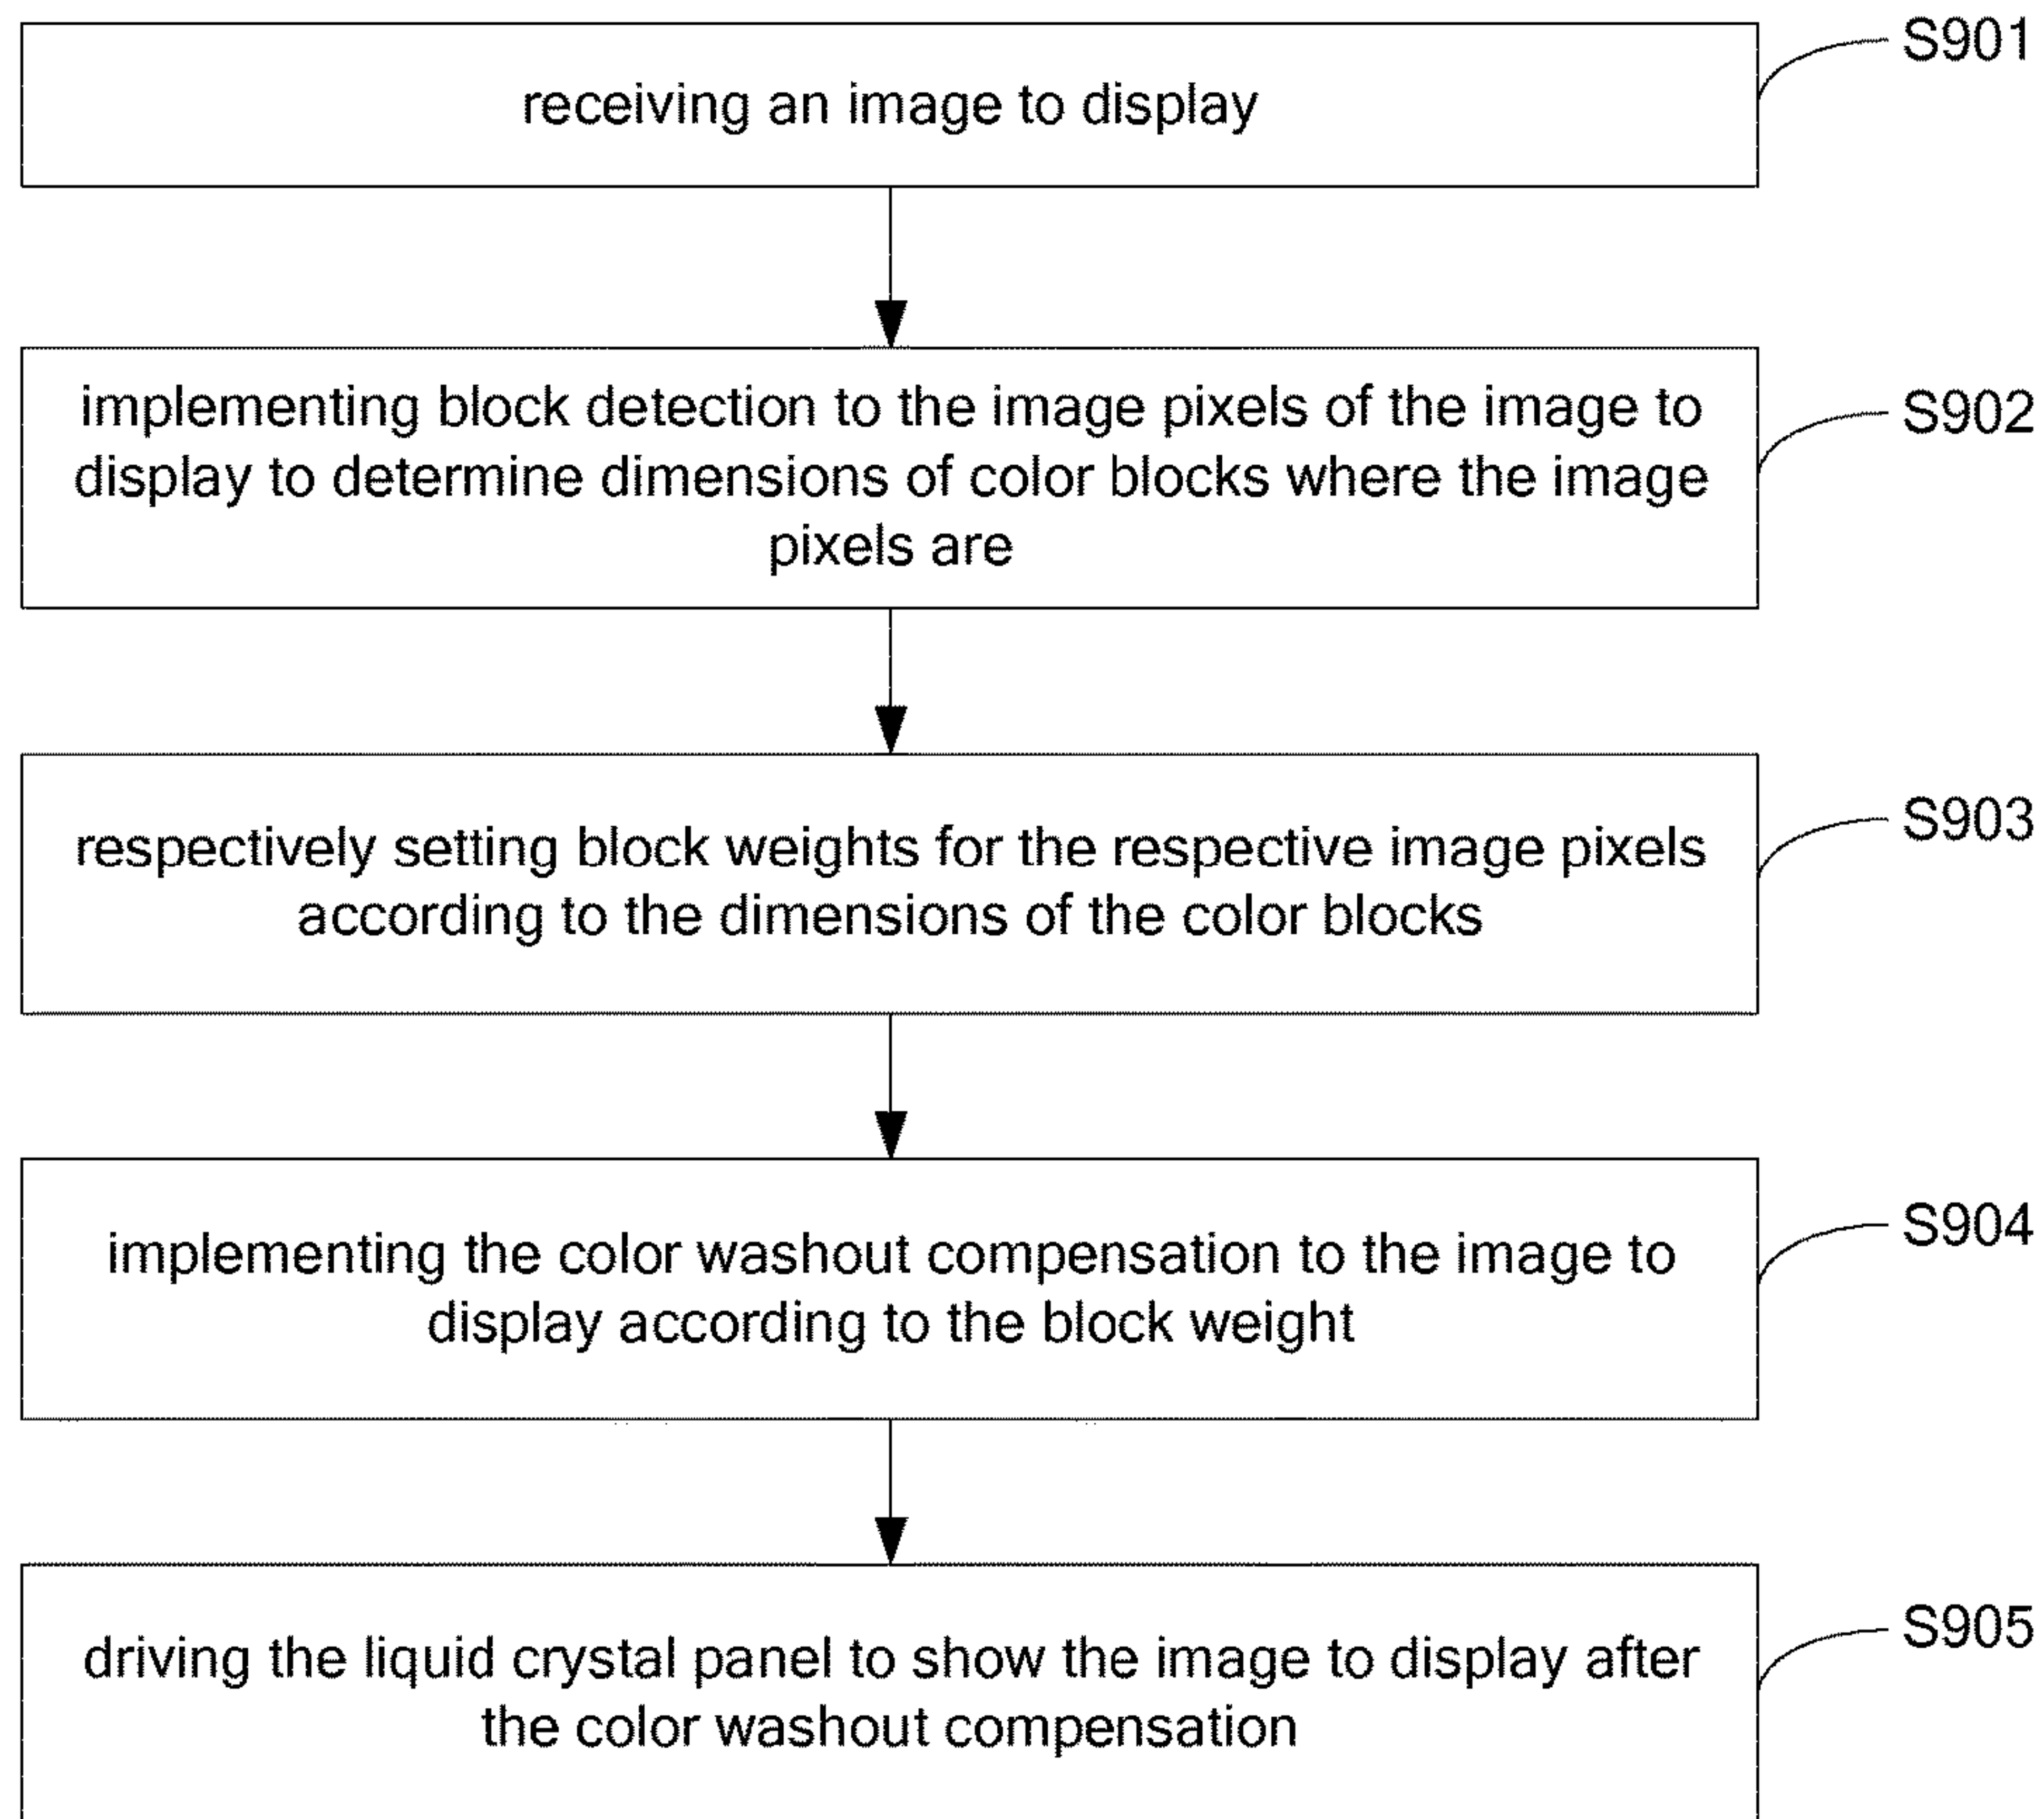 S901
receiving an image to display
implementing block detection to the image pixels of the image to
S902
display to determine dimensions of color blocks where the image
pixels are
S903
respectively setting block weights for the respective image pixels
according to the dimensions of the color blocks
S904
implementing the color washout compensation to the image to
display according to the block weight
S905
driving the liquid crystal panel to show the image to display after
the color washout compensation